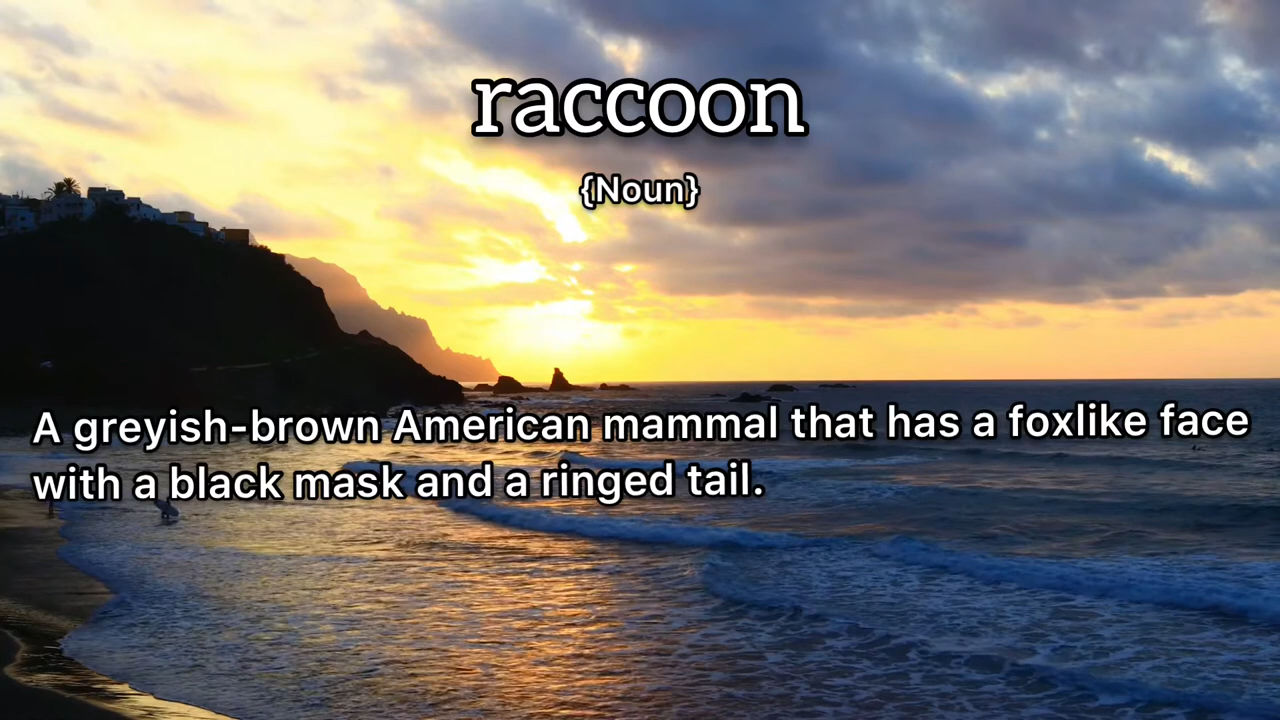 raccoon
{Noun}
A greyish-brown American mammal that has a foxlike face
with a black mask and a ringed tail.